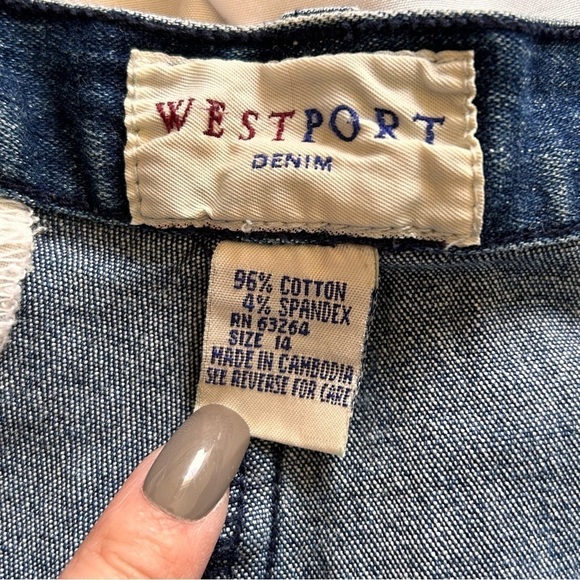 WESTPORT
DENIM
96% COTTON
4% SPANDEX
RN 63264
SIZE 14
MADE IN CAMBODIA
SEE REVERSE FOR CARE